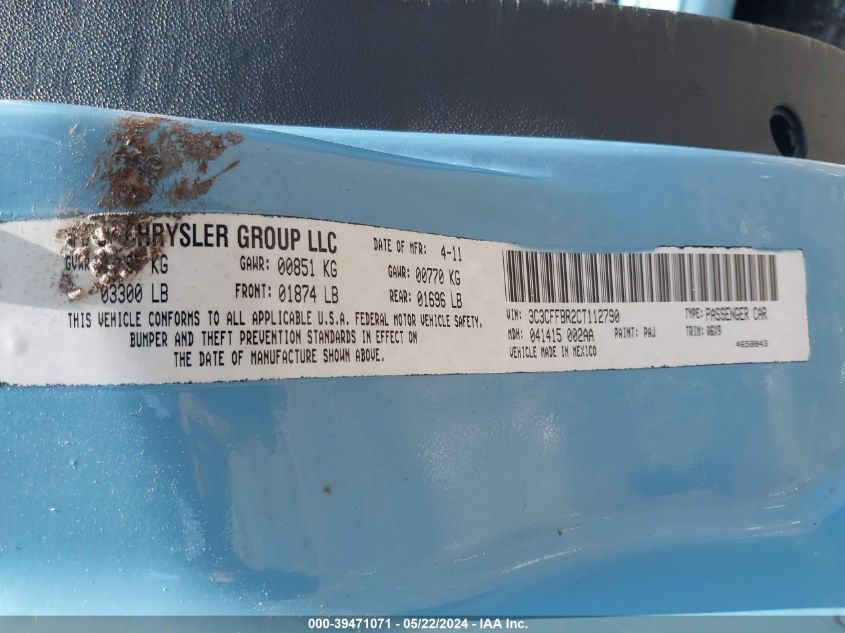 CHRYSLER GROUP LLC
DATE OF MFR: 4-11
GVWR KG
GAWR: 00851 KG
GAWR: 00770 KG
03300 LB
FRONT: 01874 LB
REAR: 01696 LB
THIS VEHICLE CONFORMS TO ALL APPLICABLE U.S.A. FEDERAL MOTOR VEHICLE SAFETY,
BUMPER AND THEFT PREVENTION STANDARDS IN EFFECT ON
THE DATE OF MANUFACTURE SHOWN ABOVE.
VIN: 3C3CFFBR2CT112790
TYPE: PASSENGER CAR
MDH: 041415 002AA
PAINT: PAJ
TRIM: A6X9
VEHICLE MADE IN MEXICO
4658843
000-39471071 - 05/22/2024 - IAA Inc.